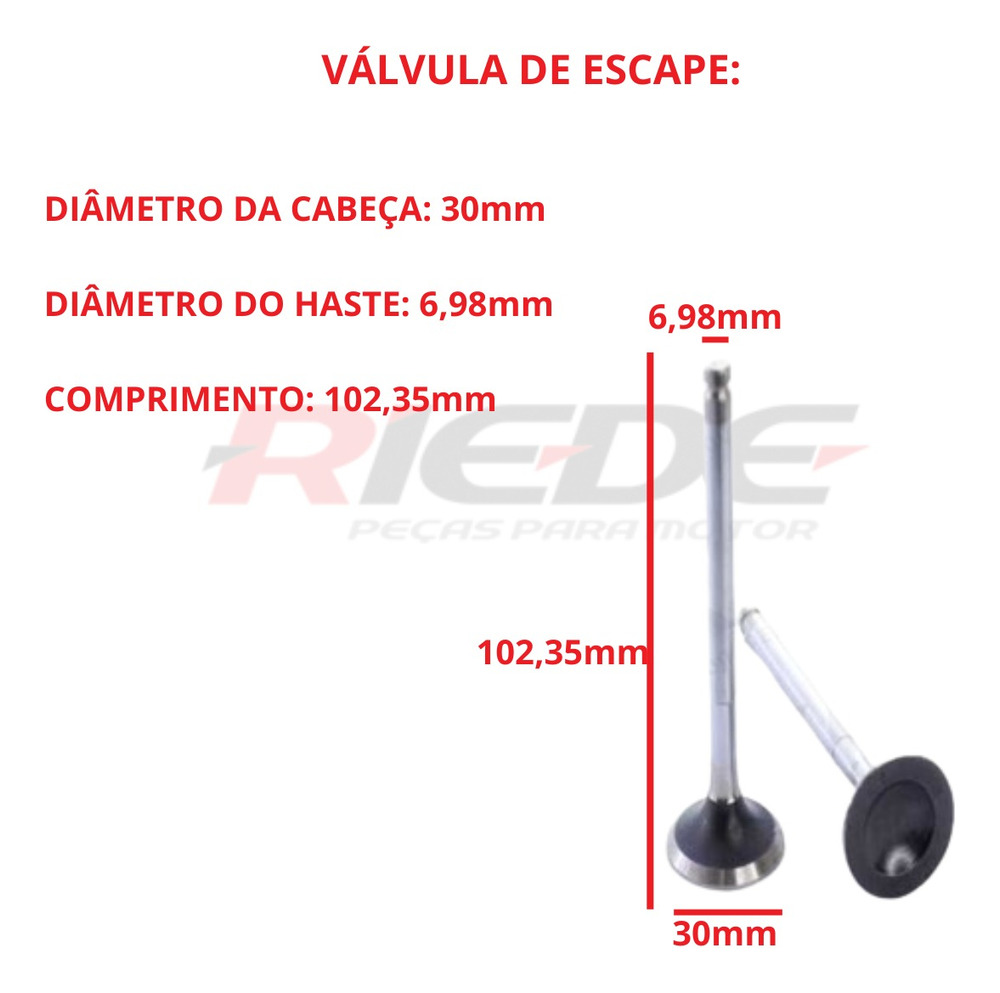 VÁLVULA DE ESCAPE:
DIÂMETRO DA CABEÇA: 30mm
DIÂMETRO DO HASTE: 6,98mm
6,98mm
COMPRIMENTO: 102,35mm
RIEDE
PEÇAS PARA MOTOR
102,35mm
30mm